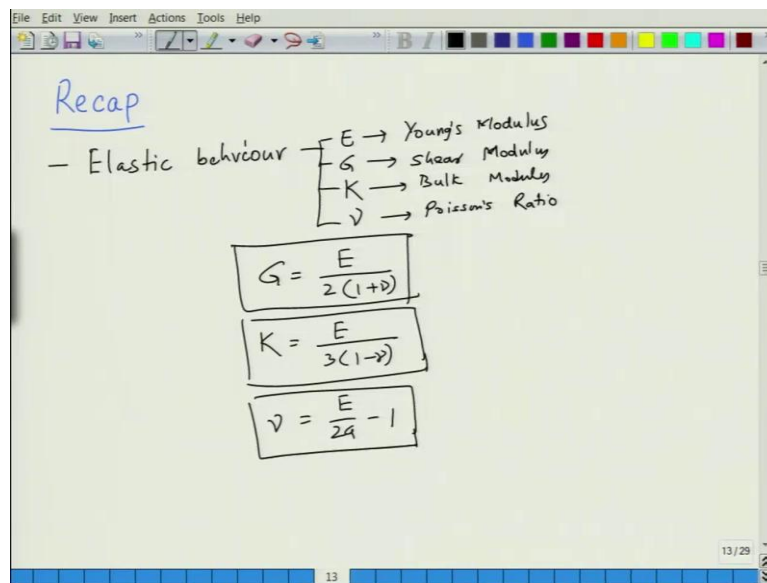 File Edit View Insert Actions Tools Help
B I
Recap
- Elastic behviour
E → Young's Modulus
G → Shear Modulus
K → Bulk Modulus
ν → Poisson's Ratio
G = E / 2(1+ν)
K = E / 3(1-ν)
ν = E / 2G - 1
13/29
13